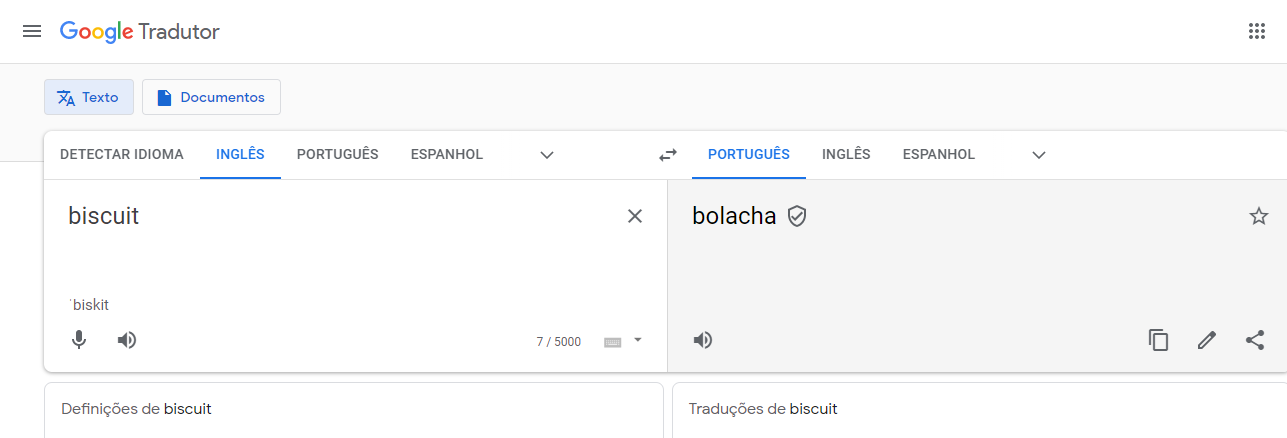 Google Tradutor
Texto Documentos
DETECTAR IDIOMA INGLÊS PORTUGUÊS ESPANHOL PORTUGUÊS INGLÊS ESPANHOL
biscuit bolacha
ˈbiskit
7 / 5000
Definições de biscuit Traduções de biscuit